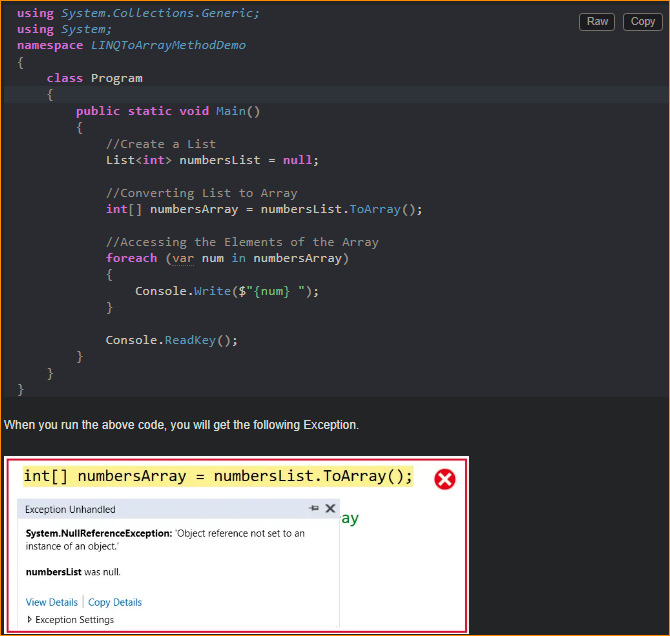 using System.Collections.Generic;
Raw Copy
using System;
namespace LINQToArrayMethodDemo
{
class Program
{
public static void Main()
{
//Create a List
List<int> numbersList = null;
//Converting List to Array
int[] numbersArray = numbersList.ToArray();
//Accessing the Elements of the Array
foreach (var num in numbersArray)
{
Console.Write($"{num} ");
}
Console.ReadKey();
}
}
}
When you run the above code, you will get the following Exception.
int[] numbersArray = numbersList.ToArray();
Exception Unhandled
ray
System.NullReferenceException: 'Object reference not set to an
instance of an object.'
numbersList was null.
View Details | Copy Details
Exception Settings